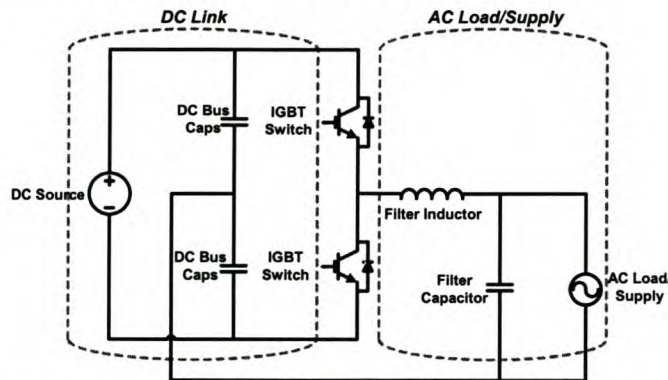 DC Link
AC Load/Supply
DC Bus
Caps
IGBT
Switch
DC Source
+
-
Filter Inductor
DC Bus
Caps
IGBT
Switch
Filter
Capacitor
AC Load/
Supply